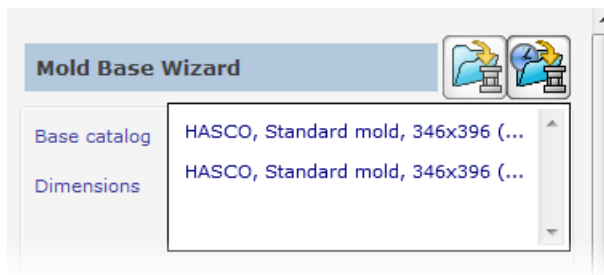 Mold Base Wizard
Base catalog
HASCO, Standard mold, 346x396 (...
Dimensions
HASCO, Standard mold, 346x396 (...